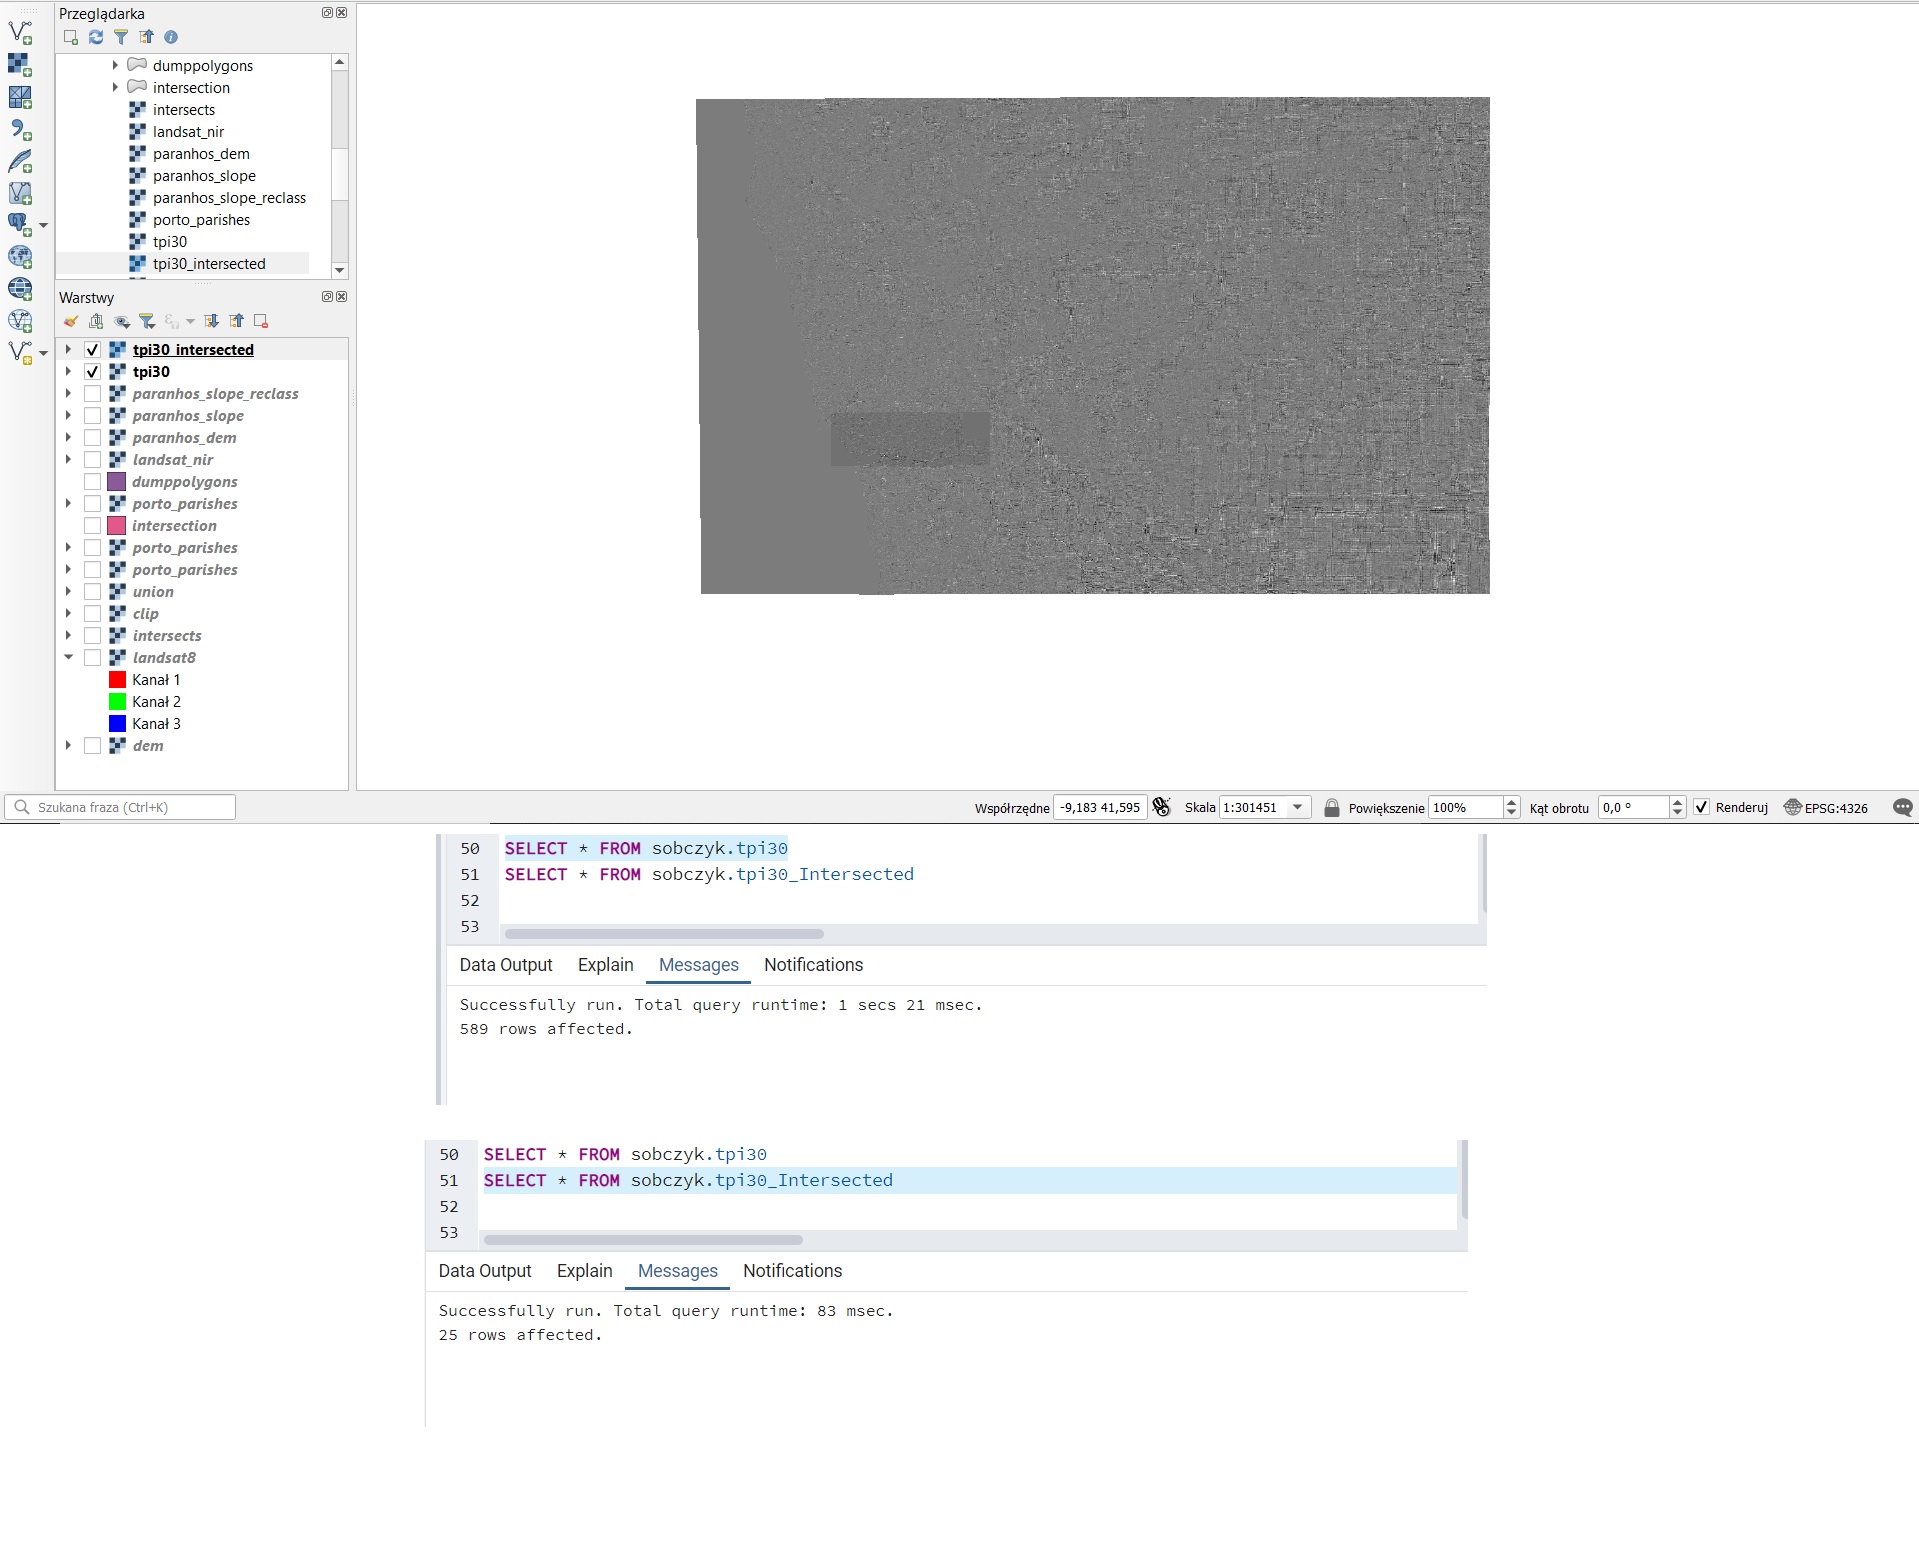 Przeglądarka
dumppolygons
intersection
intersects
landsat_nir
paranhos_dem
paranhos_slope
paranhos_slope_reclass
porto_parishes
tpi30
tpi30_intersected
Warstwy
tpi30_intersected
tpi30
paranhos_slope_reclass
paranhos_slope
paranhos_dem
landsat_nir
dumppolygons
porto_parishes
intersection
porto_parishes
porto_parishes
union
clip
intersects
landsat8
Kanał 1
Kanał 2
Kanał 3
dem
Szukana fraza (Ctrl+K)
Współrzędne -9,183 41,595 Skala 1:301451 Powiększenie 100% Kąt obrotu 0,0 ° Renderuj EPSG:4326
50 SELECT * FROM sobczyk.tpi30
51 SELECT * FROM sobczyk.tpi30_Intersected
52
53
Data Output Explain Messages Notifications
Successfully run. Total query runtime: 1 secs 21 msec.
589 rows affected.
50 SELECT * FROM sobczyk.tpi30
51 SELECT * FROM sobczyk.tpi30_Intersected
52
53
Data Output Explain Messages Notifications
Successfully run. Total query runtime: 83 msec.
25 rows affected.